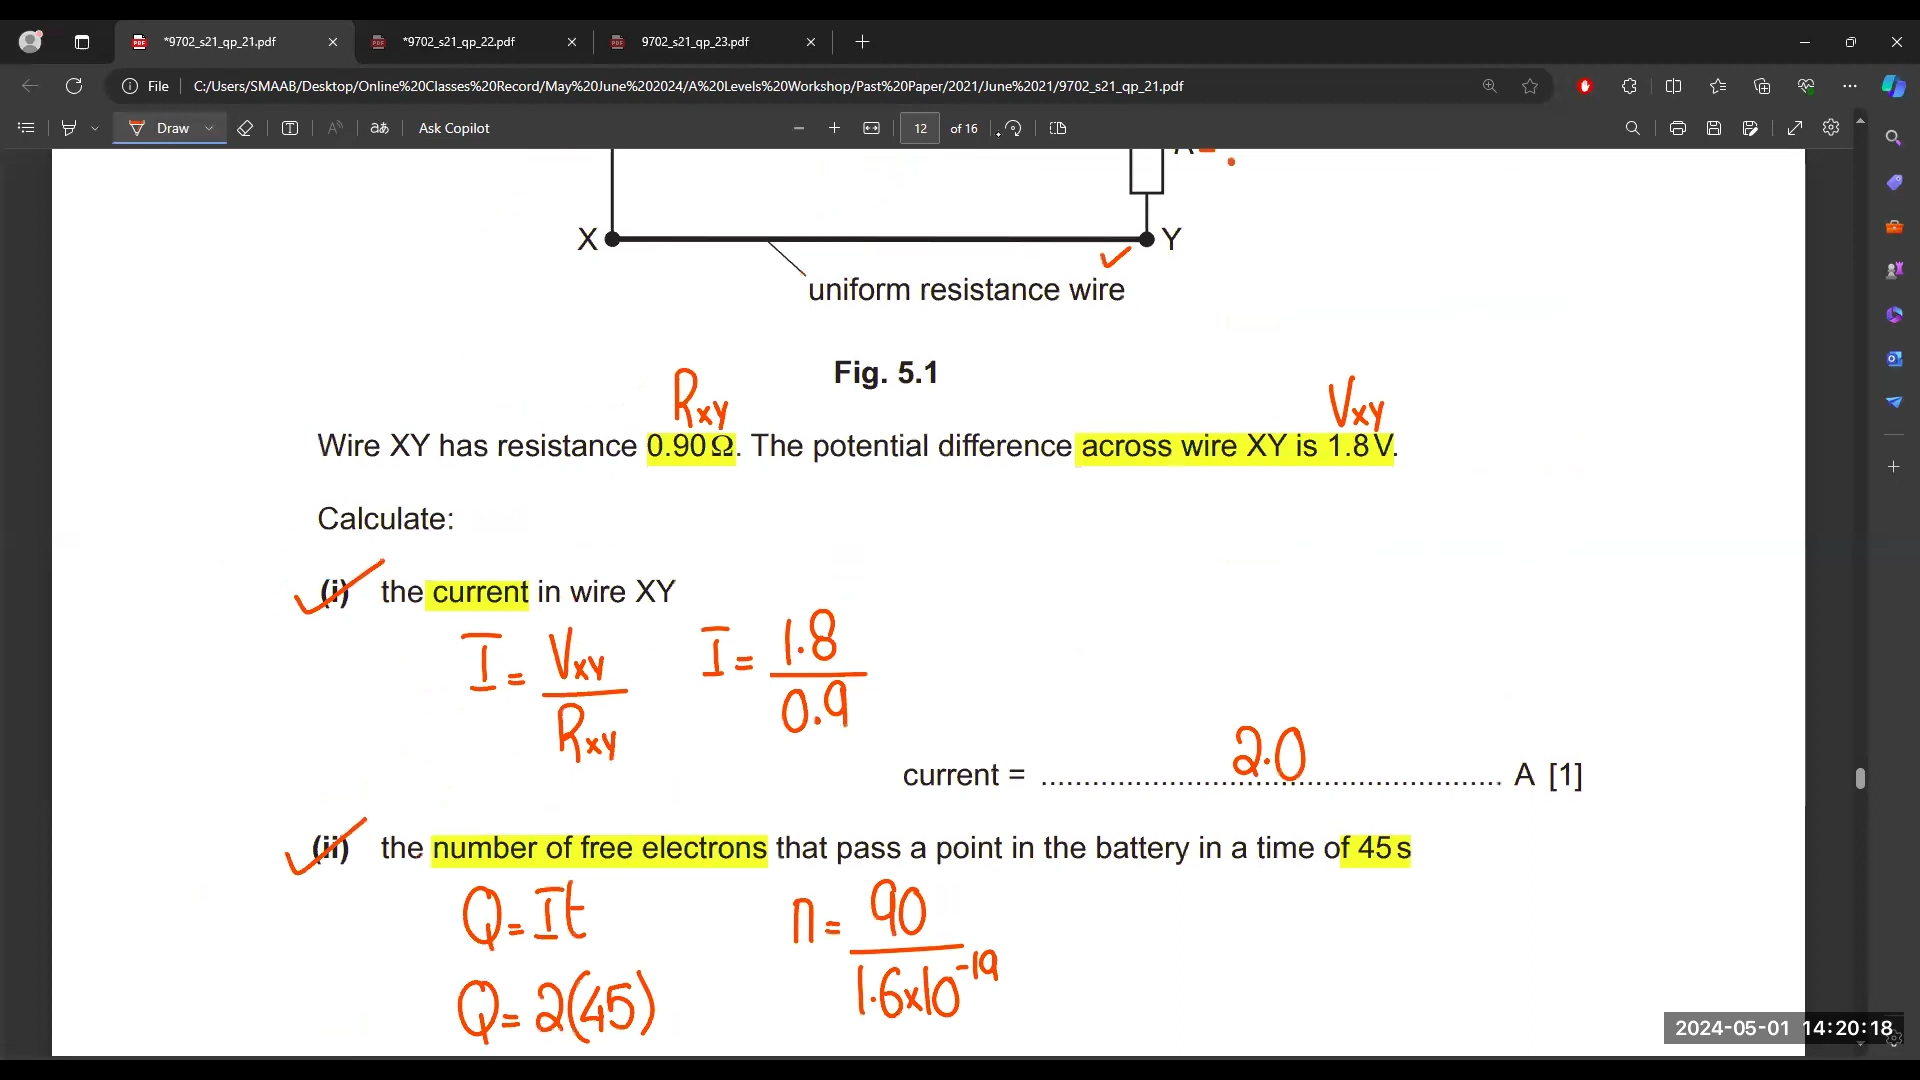 *9702_s21_qp_21.pdf
*9702_s21_qp_22.pdf
9702_s21_qp_23.pdf
File
C:/Users/SMAAB/Desktop/Online%20Classes%20Record/May%20June%202024/A%20Levels%20Workshop/Past%20Paper/2021/June%2021/9702_s21_qp_21.pdf
Draw
Ask Copilot
12 of 16
X
Y
uniform resistance wire
Fig. 5.1
Rxy
Vxy
Wire XY has resistance 0.90 Ω. The potential difference across wire XY is 1.8 V.
Calculate:
(i) the current in wire XY
I = Vxy / Rxy
I = 1.8 / 0.9
2.0
current = ........................................................ A [1]
(ii) the number of free electrons that pass a point in the battery in a time of 45 s
Q = It
n = 90 / 1.6x10⁻¹⁹
Q = 2(45)
2024-05-01 14:20:18